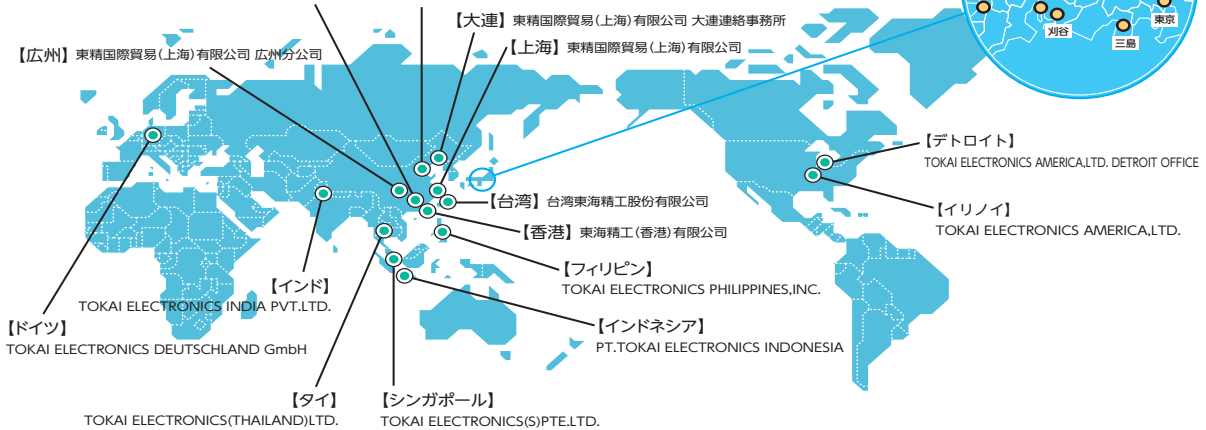 【大連】 東精国際貿易(上海)有限公司 大連連絡事務所
【上海】 東精国際貿易(上海)有限公司
【広州】 東精国際貿易(上海)有限公司 広州分公司
東京
刈谷
三島
【デトロイト】
TOKAI ELECTRONICS AMERICA,LTD. DETROIT OFFICE
【台湾】 台湾東海精工股份有限公司
【イリノイ】
TOKAI ELECTRONICS AMERICA,LTD.
【香港】 東海精工(香港)有限公司
【フィリピン】
TOKAI ELECTRONICS PHILIPPINES,INC.
【インド】
TOKAI ELECTRONICS INDIA PVT.LTD.
【ドイツ】
TOKAI ELECTRONICS DEUTSCHLAND GmbH
【インドネシア】
PT.TOKAI ELECTRONICS INDONESIA
【タイ】
TOKAI ELECTRONICS(THAILAND)LTD.
【シンガポール】
TOKAI ELECTRONICS(S)PTE.LTD.